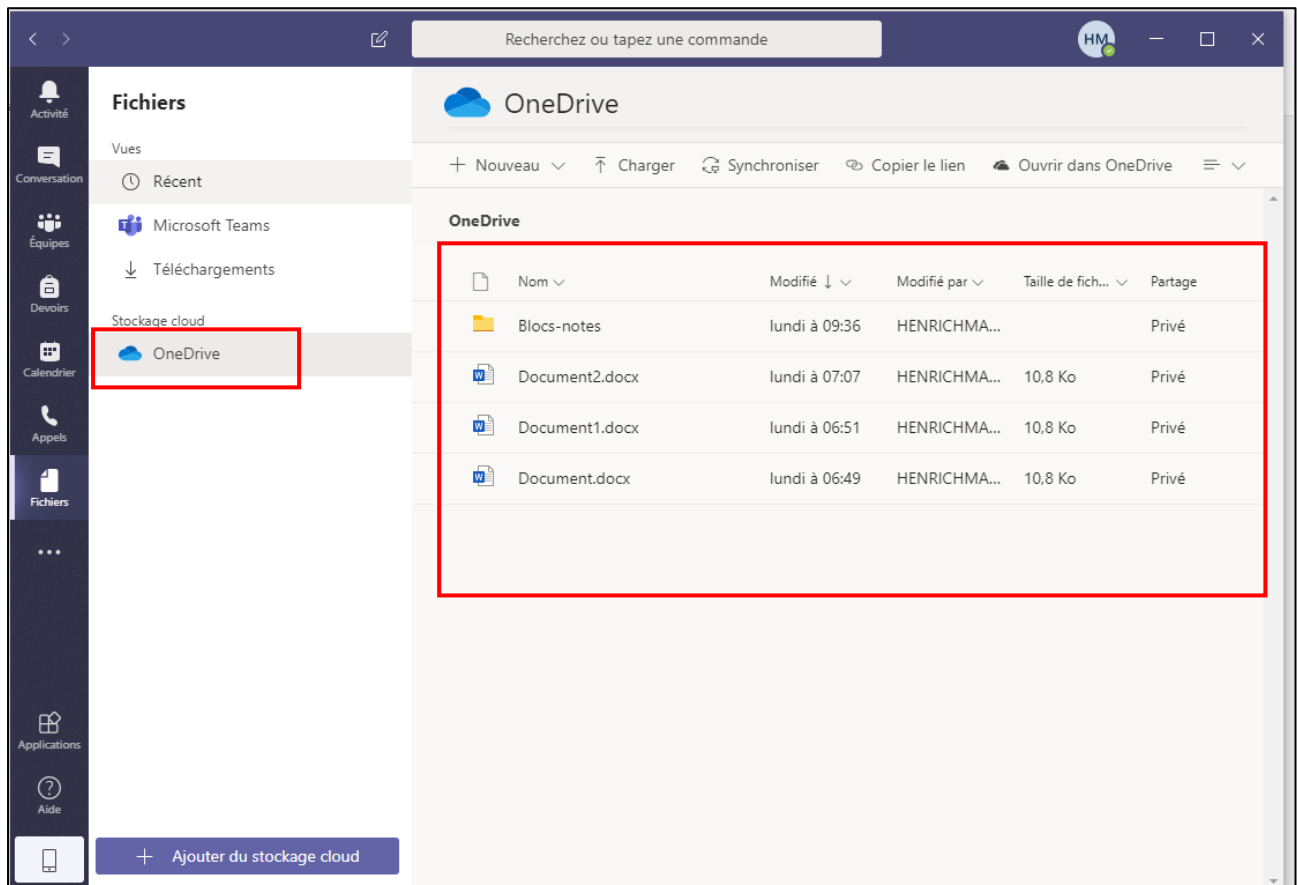 Recherchez ou tapez une commande
HM
Activité
Conversation
Équipes
Devoirs
Calendrier
Appels
Fichiers
Applications
Aide
Fichiers
Vues
Récent
Microsoft Teams
Téléchargements
Stockage cloud
OneDrive
+ Ajouter du stockage cloud
OneDrive
+ Nouveau Charger Synchroniser Copier le lien Ouvrir dans OneDrive
OneDrive
Nom Modifié ↓ Modifié par Taille de fich... Partage
Blocs-notes lundi à 09:36 HENRICHMA... Privé
Document2.docx lundi à 07:07 HENRICHMA... 10,8 Ko Privé
Document1.docx lundi à 06:51 HENRICHMA... 10,8 Ko Privé
Document.docx lundi à 06:49 HENRICHMA... 10,8 Ko Privé